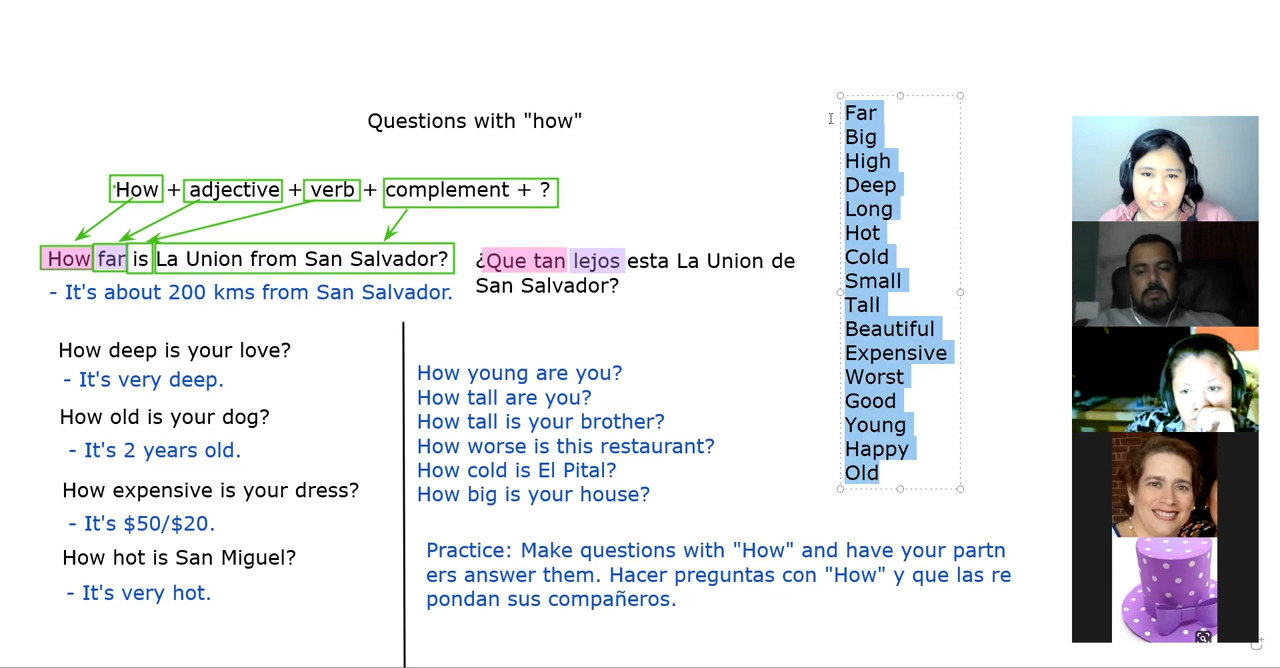 Questions with "how"
How + adjective + verb + complement + ?
How far is La Union from San Salvador?
- It's about 200 kms from San Salvador.
¿Que tan lejos esta La Union de
San Salvador?
How deep is your love?
- It's very deep.
How old is your dog?
- It's 2 years old.
How expensive is your dress?
- It's $50/$20.
How hot is San Miguel?
- It's very hot.
How young are you?
How tall are you?
How tall is your brother?
How worse is this restaurant?
How cold is El Pital?
How big is your house?
Practice: Make questions with "How" and have your partn
ers answer them. Hacer preguntas con "How" y que las re
pondan sus compañeros.
Far
Big
High
Deep
Long
Hot
Cold
Small
Tall
Beautiful
Expensive
Worst
Good
Young
Happy
Old